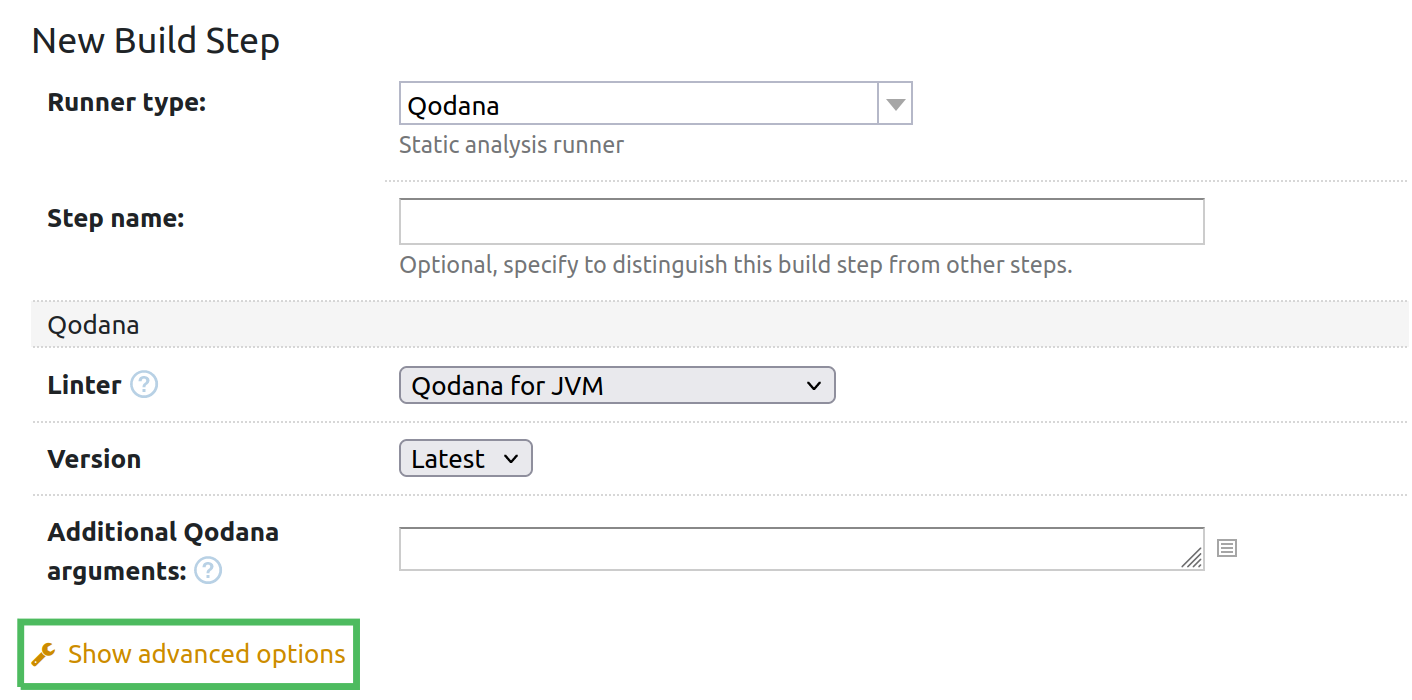 New Build Step
Runner type:
Qodana
Static analysis runner
Step name:
Optional, specify to distinguish this build step from other steps.
Qodana
Linter ?
Qodana for JVM
Version
Latest
Additional Qodana
arguments: ?
Show advanced options